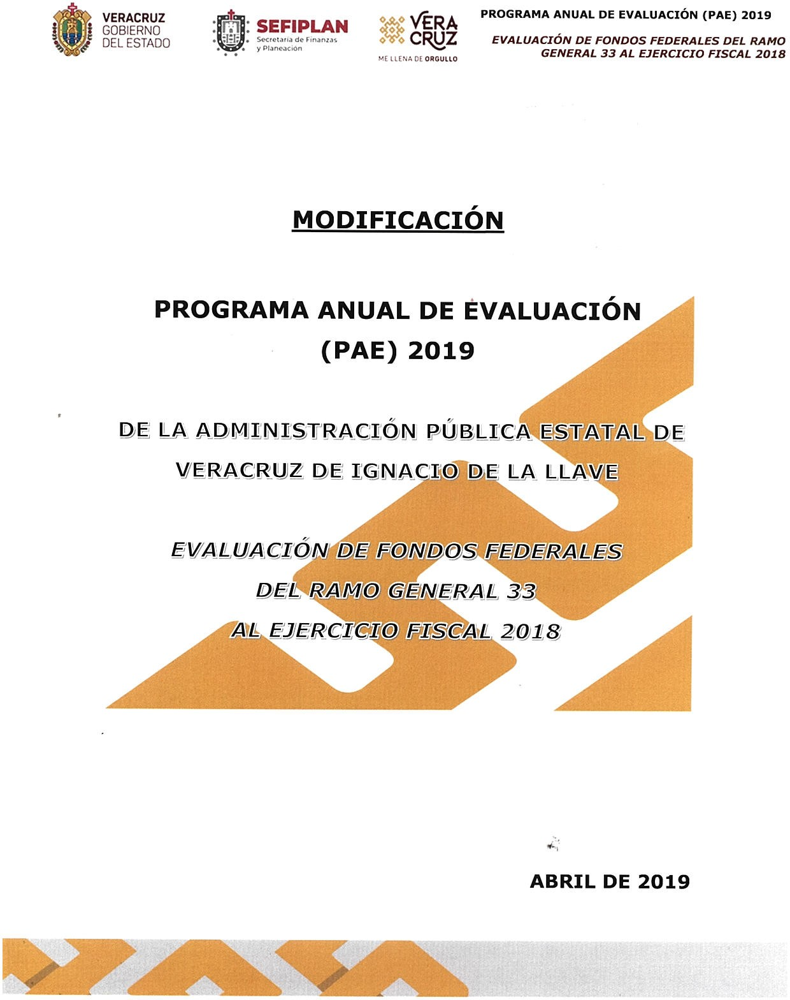 VERACRUZ
GOBIERNO
DEL ESTADO
SEFIPLAN
Secretaría de Finanzas
y Planeación
VERA
CRUZ
ME LLENA DE ORGULLO
PROGRAMA ANUAL DE EVALUACIÓN (PAE) 2019
EVALUACIÓN DE FONDOS FEDERALES DEL RAMO
GENERAL 33 AL EJERCICIO FISCAL 2018
MODIFICACIÓN
PROGRAMA ANUAL DE EVALUACIÓN
(PAE) 2019
DE LA ADMINISTRACIÓN PÚBLICA ESTATAL DE
VERACRUZ DE IGNACIO DE LA LLAVE
EVALUACIÓN DE FONDOS FEDERALES
DEL RAMO GENERAL 33
AL EJERCICIO FISCAL 2018
ABRIL DE 2019